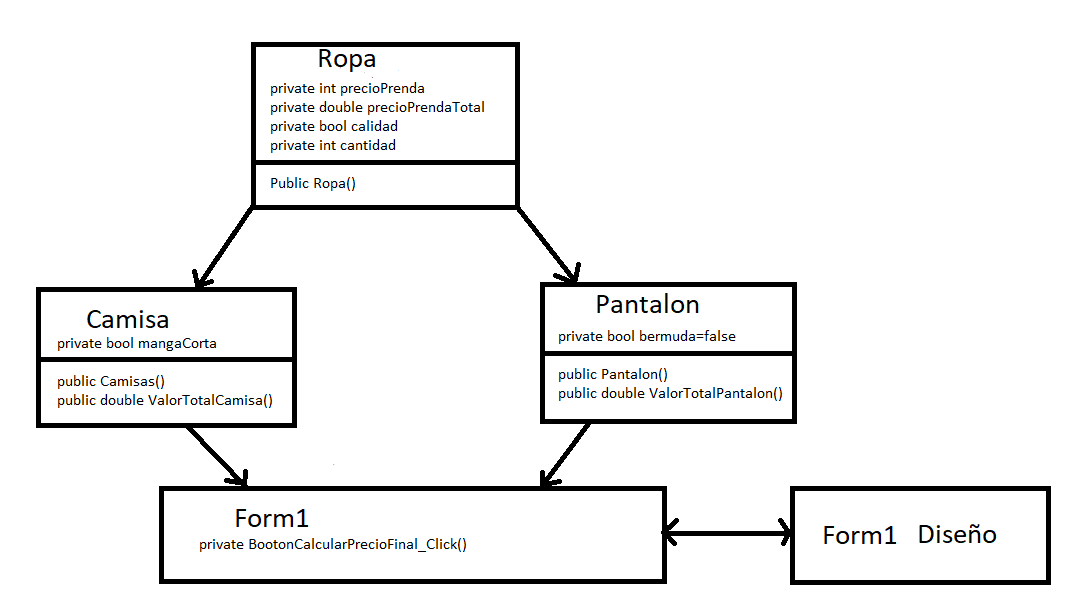 Ropa
private int precioPrenda
private double precioPrendaTotal
private bool calidad
private int cantidad
Public Ropa()
Camisa
private bool mangaCorta
public Camisas()
public double ValorTotalCamisa()
Pantalon
private bool bermuda=false
public Pantalon()
public double ValorTotalPantalon()
Form1
private BootonCalcularPrecioFinal_Click()
Form1 Diseño